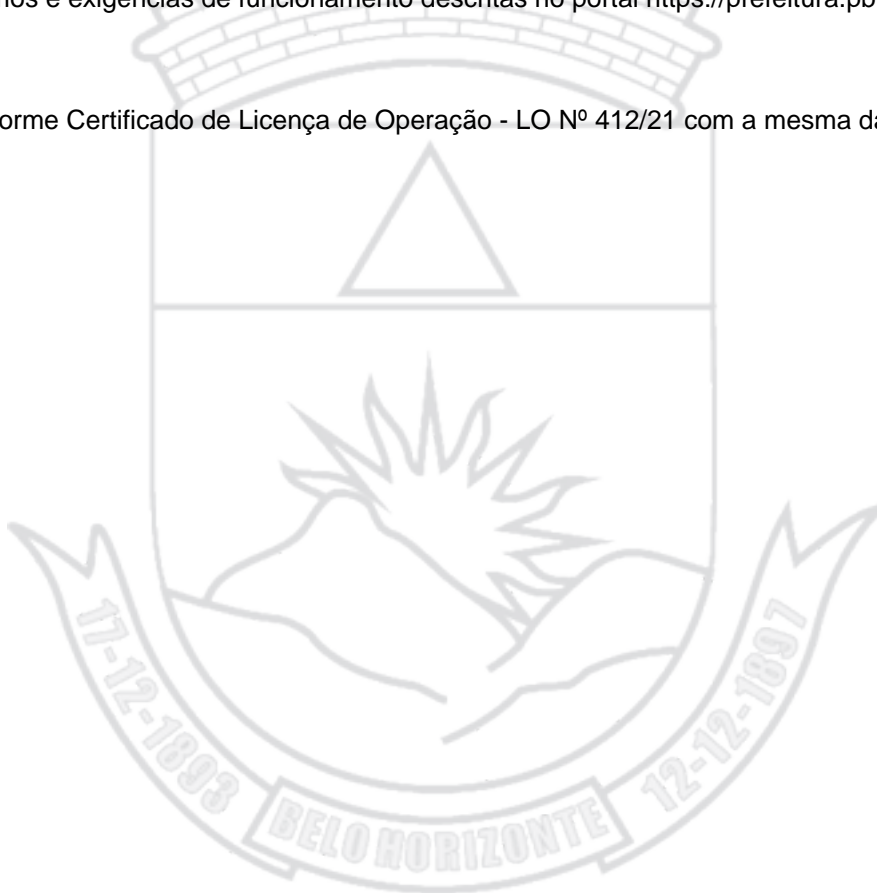 nos e exigências de funcionamento descritas no portal https://prefeitura.pb
orme Certificado de Licença de Operação - LO Nº 412/21 com a mesma da
17-12-1893
BELO HORIZONTE
12-12-1897